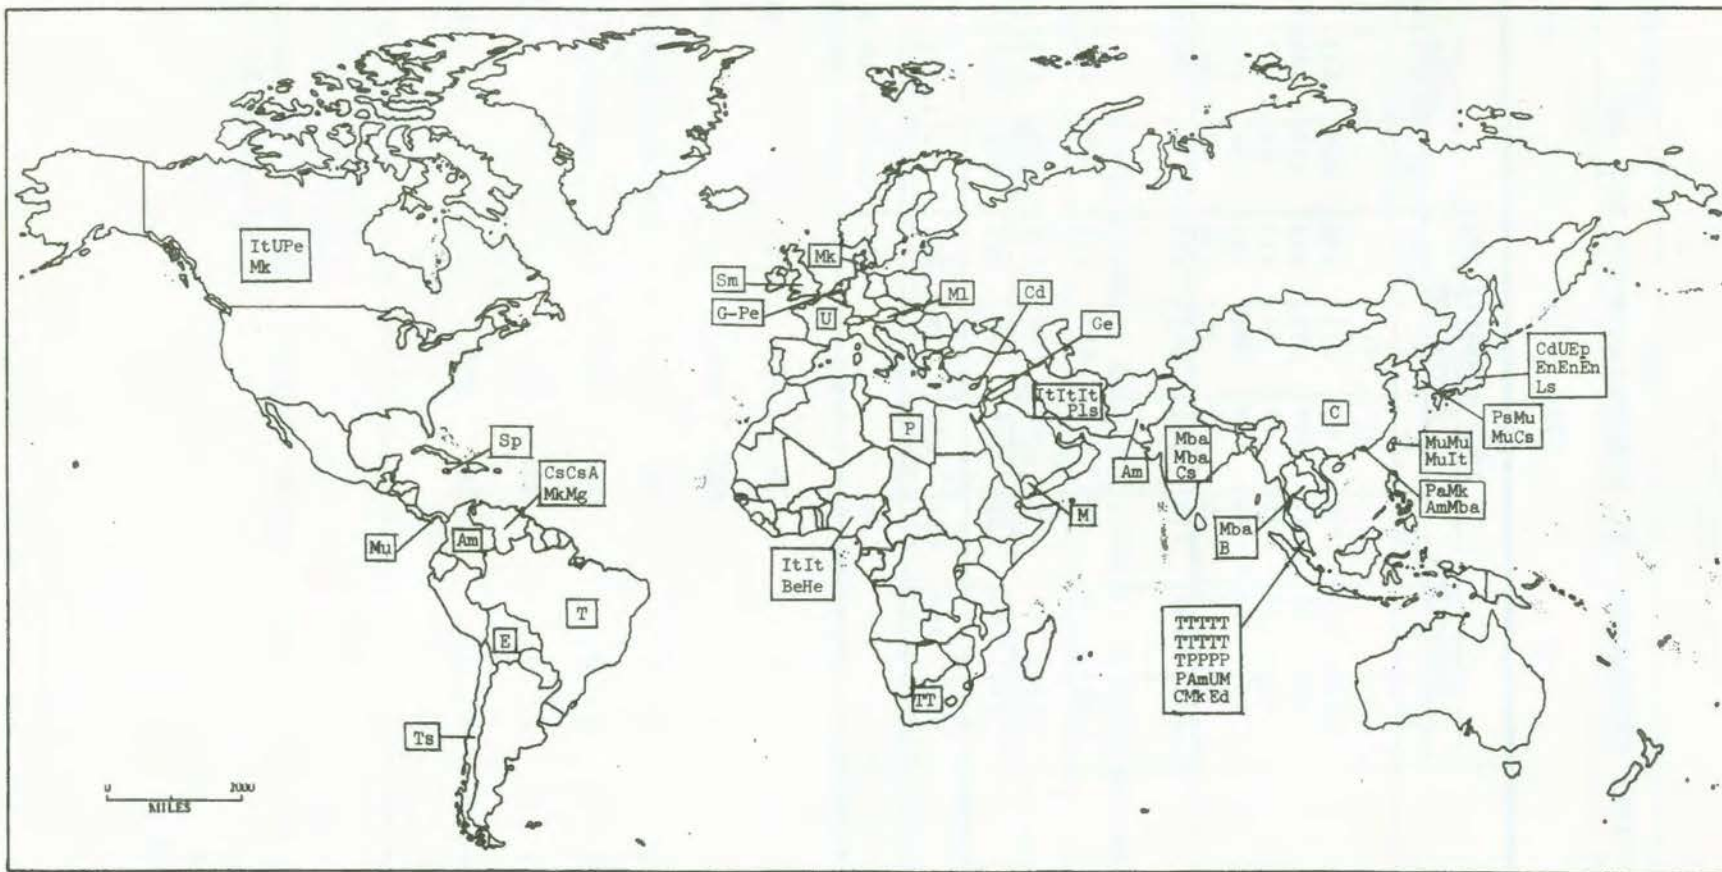 ItUPe
Mk
Mk
Sm
G-Pe
U
Ml
Cd
Ge
ItItIt
Pls
P
Am
Mba
Mba
Cs
C
CdUEp
EnEnEn
Ls
PsMu
MuCs
MuMu
MuIt
PaMk
AmMba
Mba
B
M
Sp
CsCsA
MkMg
Mu
Am
ItIt
BeHe
T
E
TT
Ts
TTTTT
TTTTT
TPPPP
PAmUM
CMkEd
0 2000
MILES